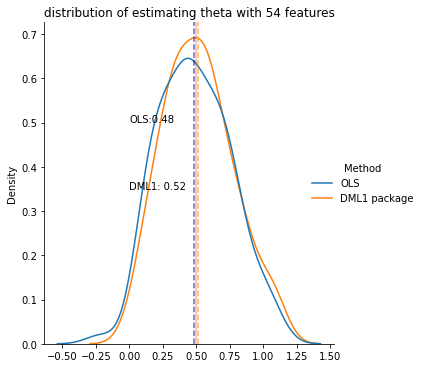 distribution of estimating theta with 54 features
0.7
0.6
0.5
0.4
0.3
0.2
0.1
0.0
Density
OLS:0.48
DML1: 0.52
Method
OLS
DML1 package
−0.50 −0.25 0.00 0.25 0.50 0.75 1.00 1.25 1.50